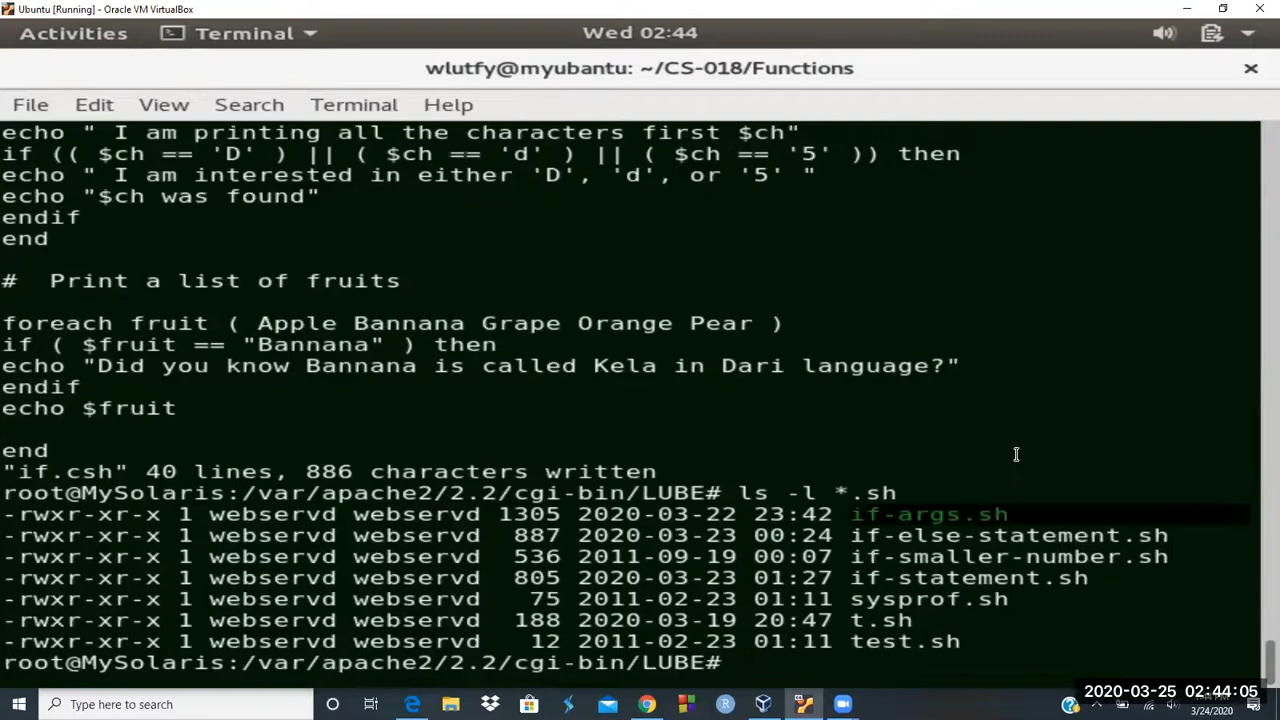 Ubuntu [Running] - Oracle VM VirtualBox
Activities Terminal Wed 02:44
wlutfy@myubantu: ~/CS-018/Functions
File Edit View Search Terminal Help
echo " I am printing all the characters first $ch"
if (( $ch == 'D' ) || ( $ch == 'd' ) || ( $ch == '5' )) then
echo " I am interested in either 'D', 'd', or '5' "
echo "$ch was found"
endif
end
#  Print a list of fruits
foreach fruit ( Apple Bannana Grape Orange Pear )
if ( $fruit == "Bannana" ) then
echo "Did you know Bannana is called Kela in Dari language?"
endif
echo $fruit
end
"if.csh" 40 lines, 886 characters written
root@MySolaris:/var/apache2/2.2/cgi-bin/LUBE# ls -l *.sh
-rwxr-xr-x 1 webservd webservd 1305 2020-03-22 23:42 if-args.sh
-rwxr-xr-x 1 webservd webservd  887 2020-03-23 00:24 if-else-statement.sh
-rwxr-xr-x 1 webservd webservd  536 2011-09-19 00:07 if-smaller-number.sh
-rwxr-xr-x 1 webservd webservd  805 2020-03-23 01:27 if-statement.sh
-rwxr-xr-x 1 webservd webservd   75 2011-02-23 01:11 sysprof.sh
-rwxr-xr-x 1 webservd webservd  188 2020-03-19 20:47 t.sh
-rwxr-xr-x 1 webservd webservd   12 2011-02-23 01:11 test.sh
root@MySolaris:/var/apache2/2.2/cgi-bin/LUBE#
2020-03-25 02:44:05
Type here to search
3/24/2020